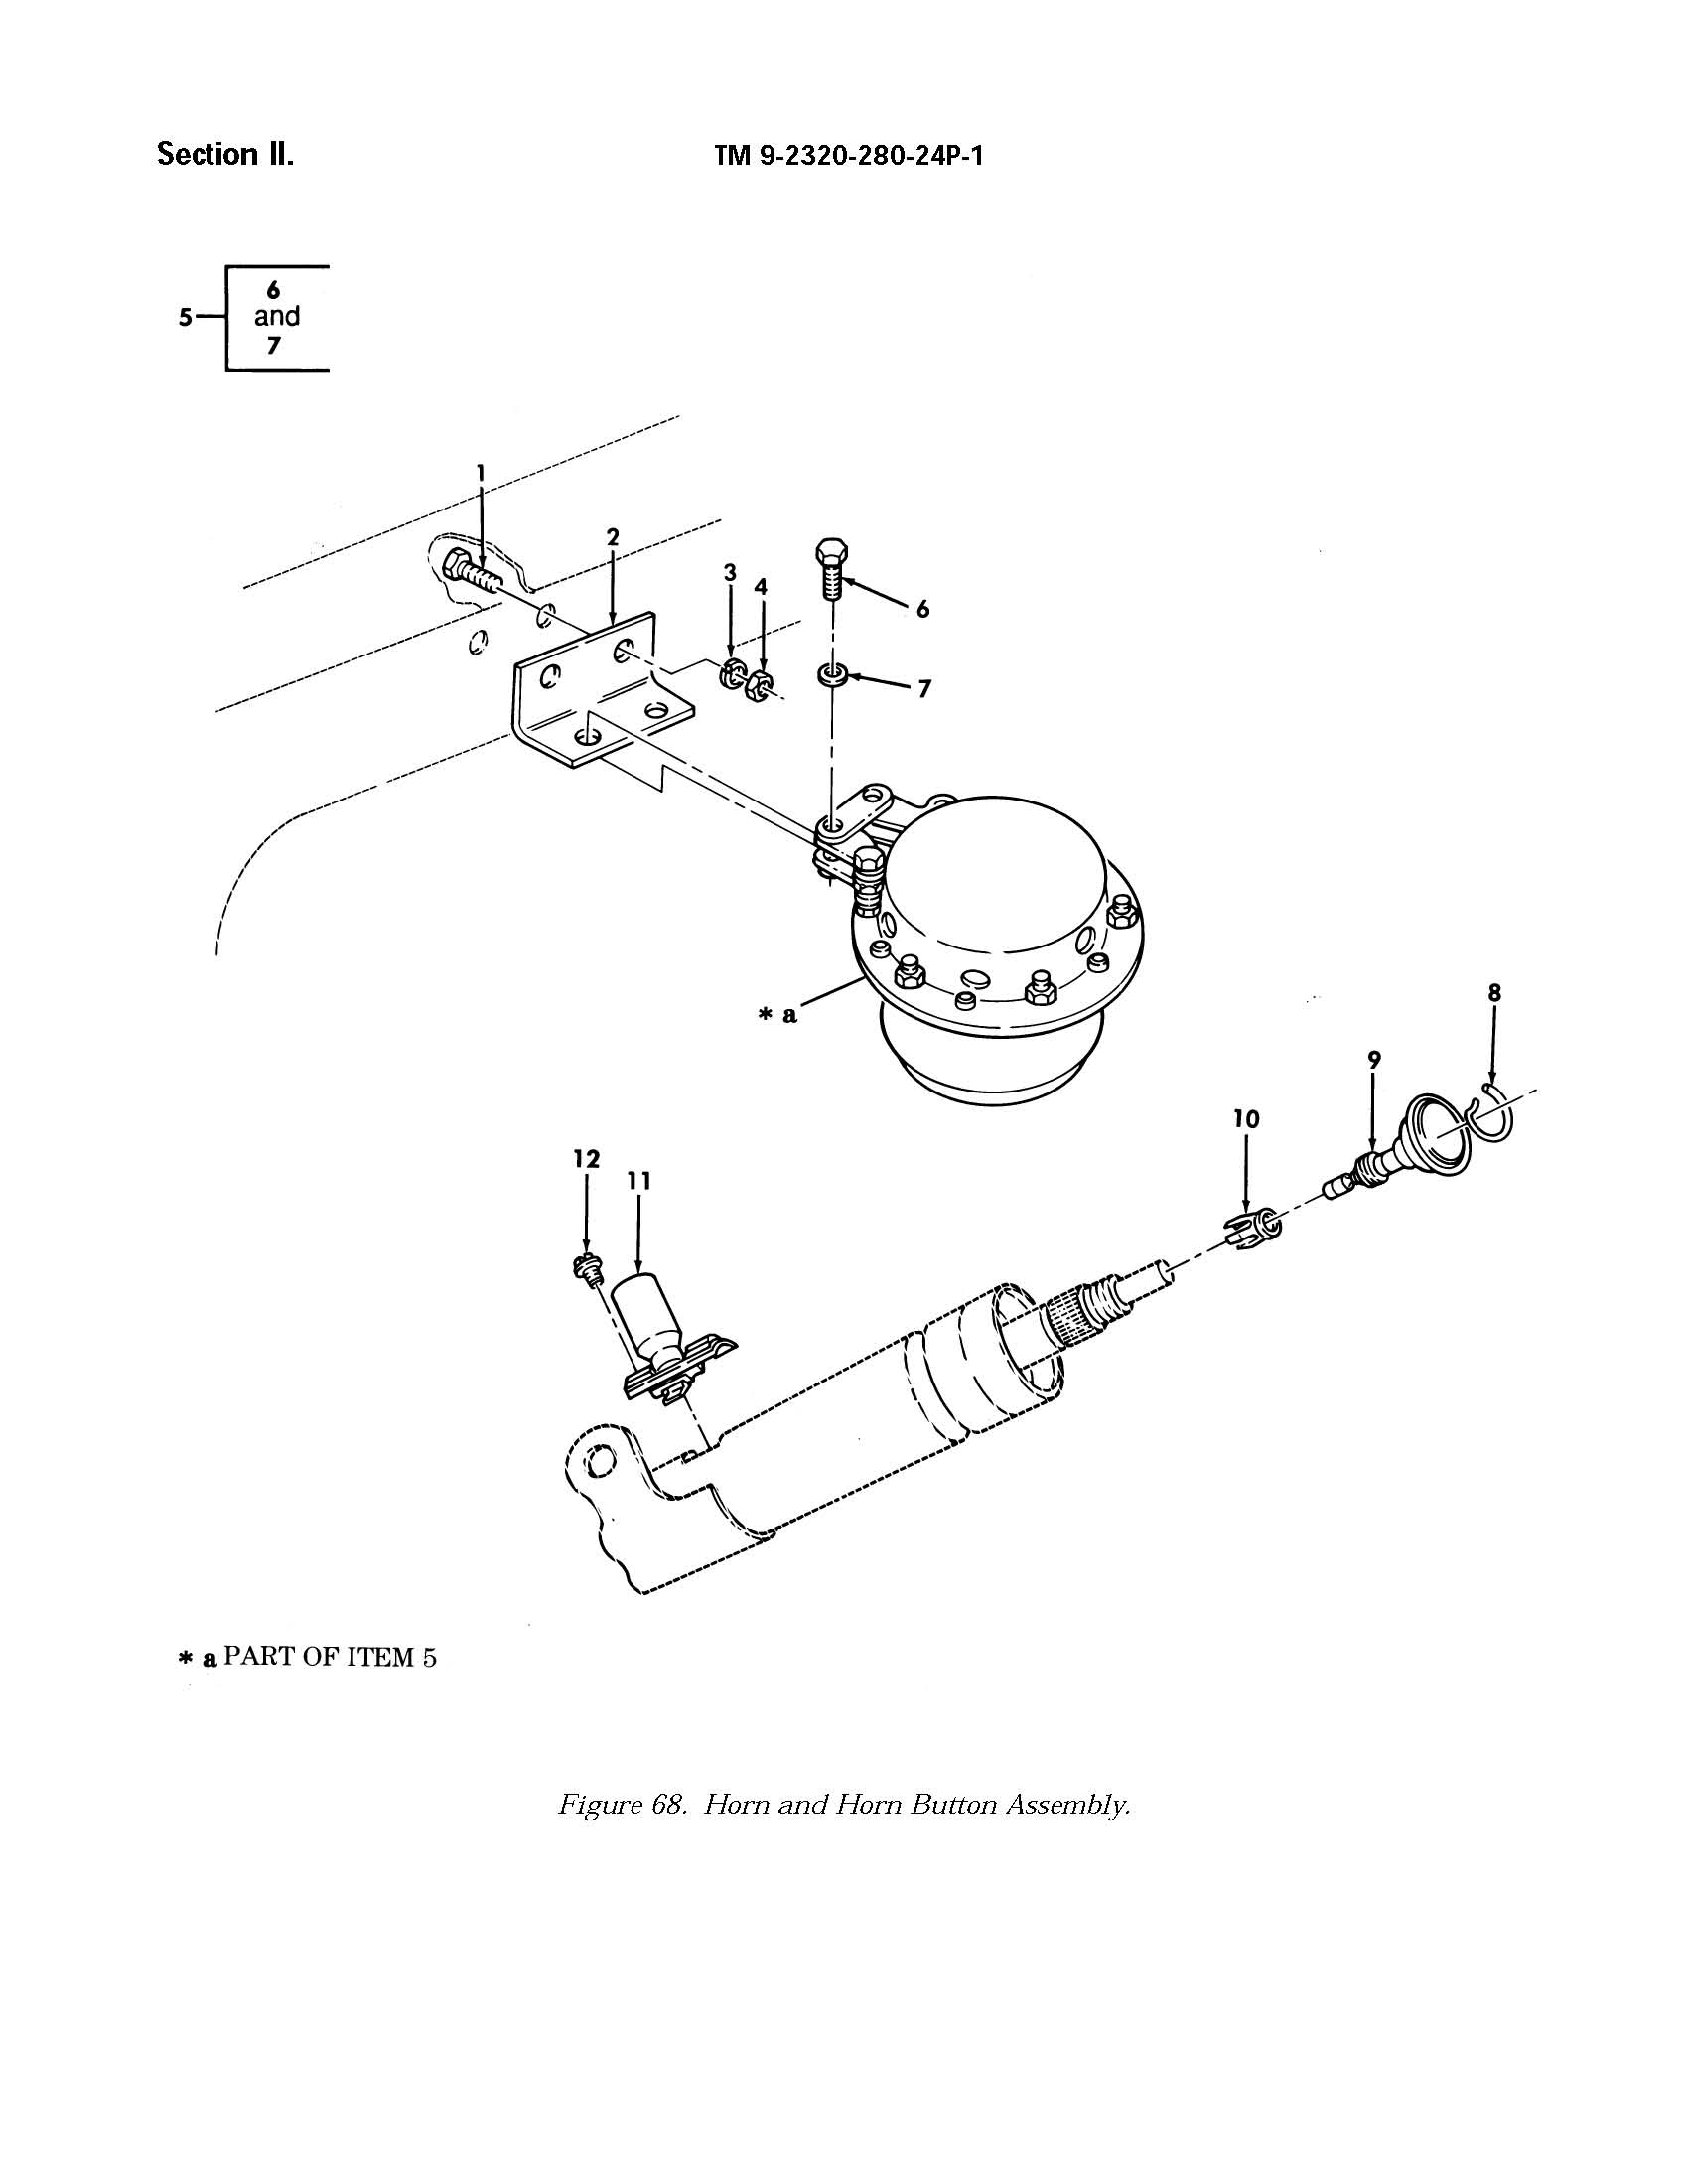 Section II.
TM 9-2320-280-24P-1
6
5 and
7
1
2
3
4
6
7
* a
8
9
10
12
11
* a PART OF ITEM 5
Figure 68. Horn and Horn Button Assembly.